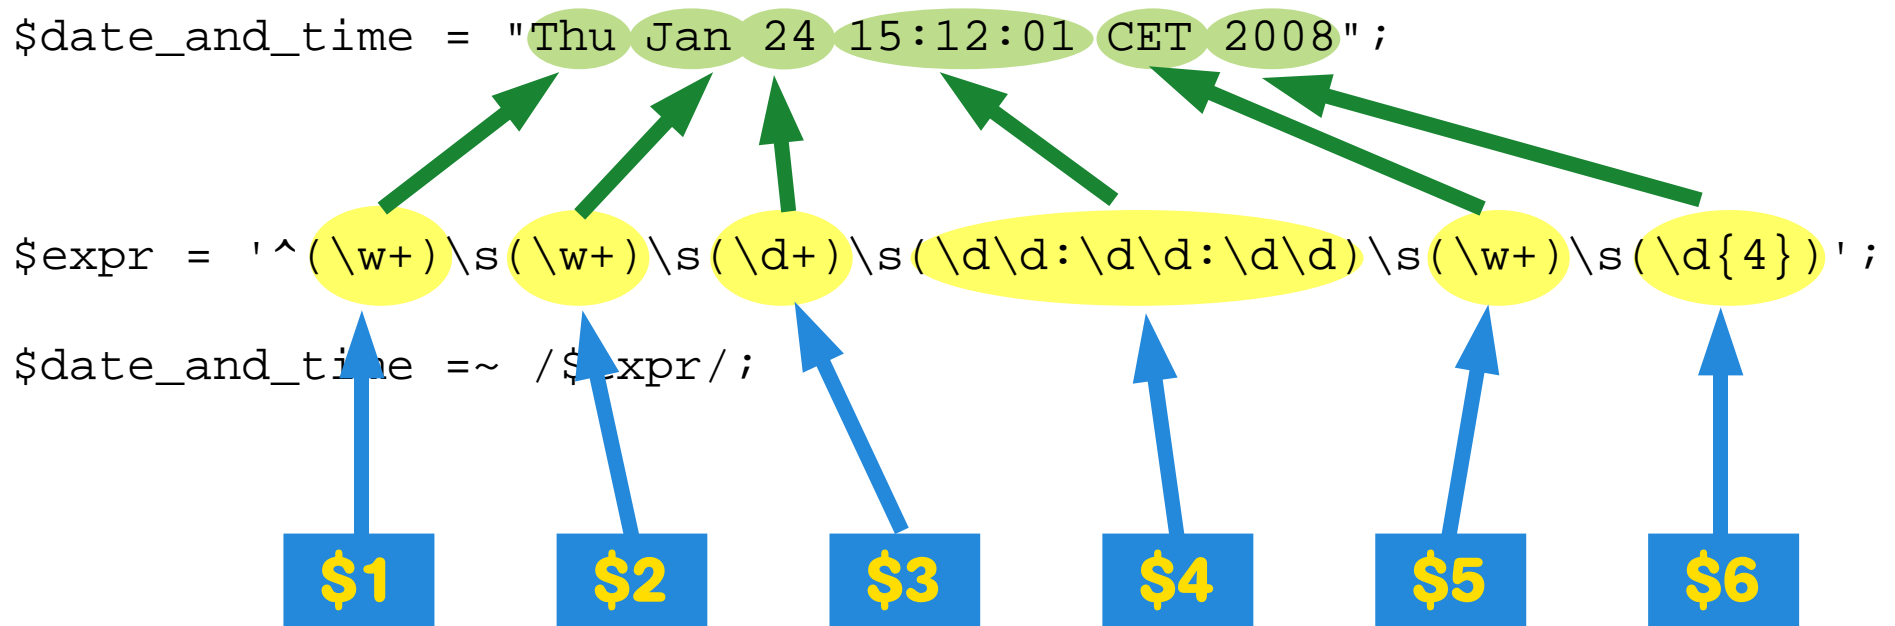 $date_and_time = "Thu Jan 24 15:12:01 CET 2008";
$expr = '^(\w+)\s(\w+)\s(\d+)\s(\d\d:\d\d:\d\d)\s(\w+)\s(\d{4})';
$date_and_time =~ /$expr/;
$1 $2 $3 $4 $5 $6